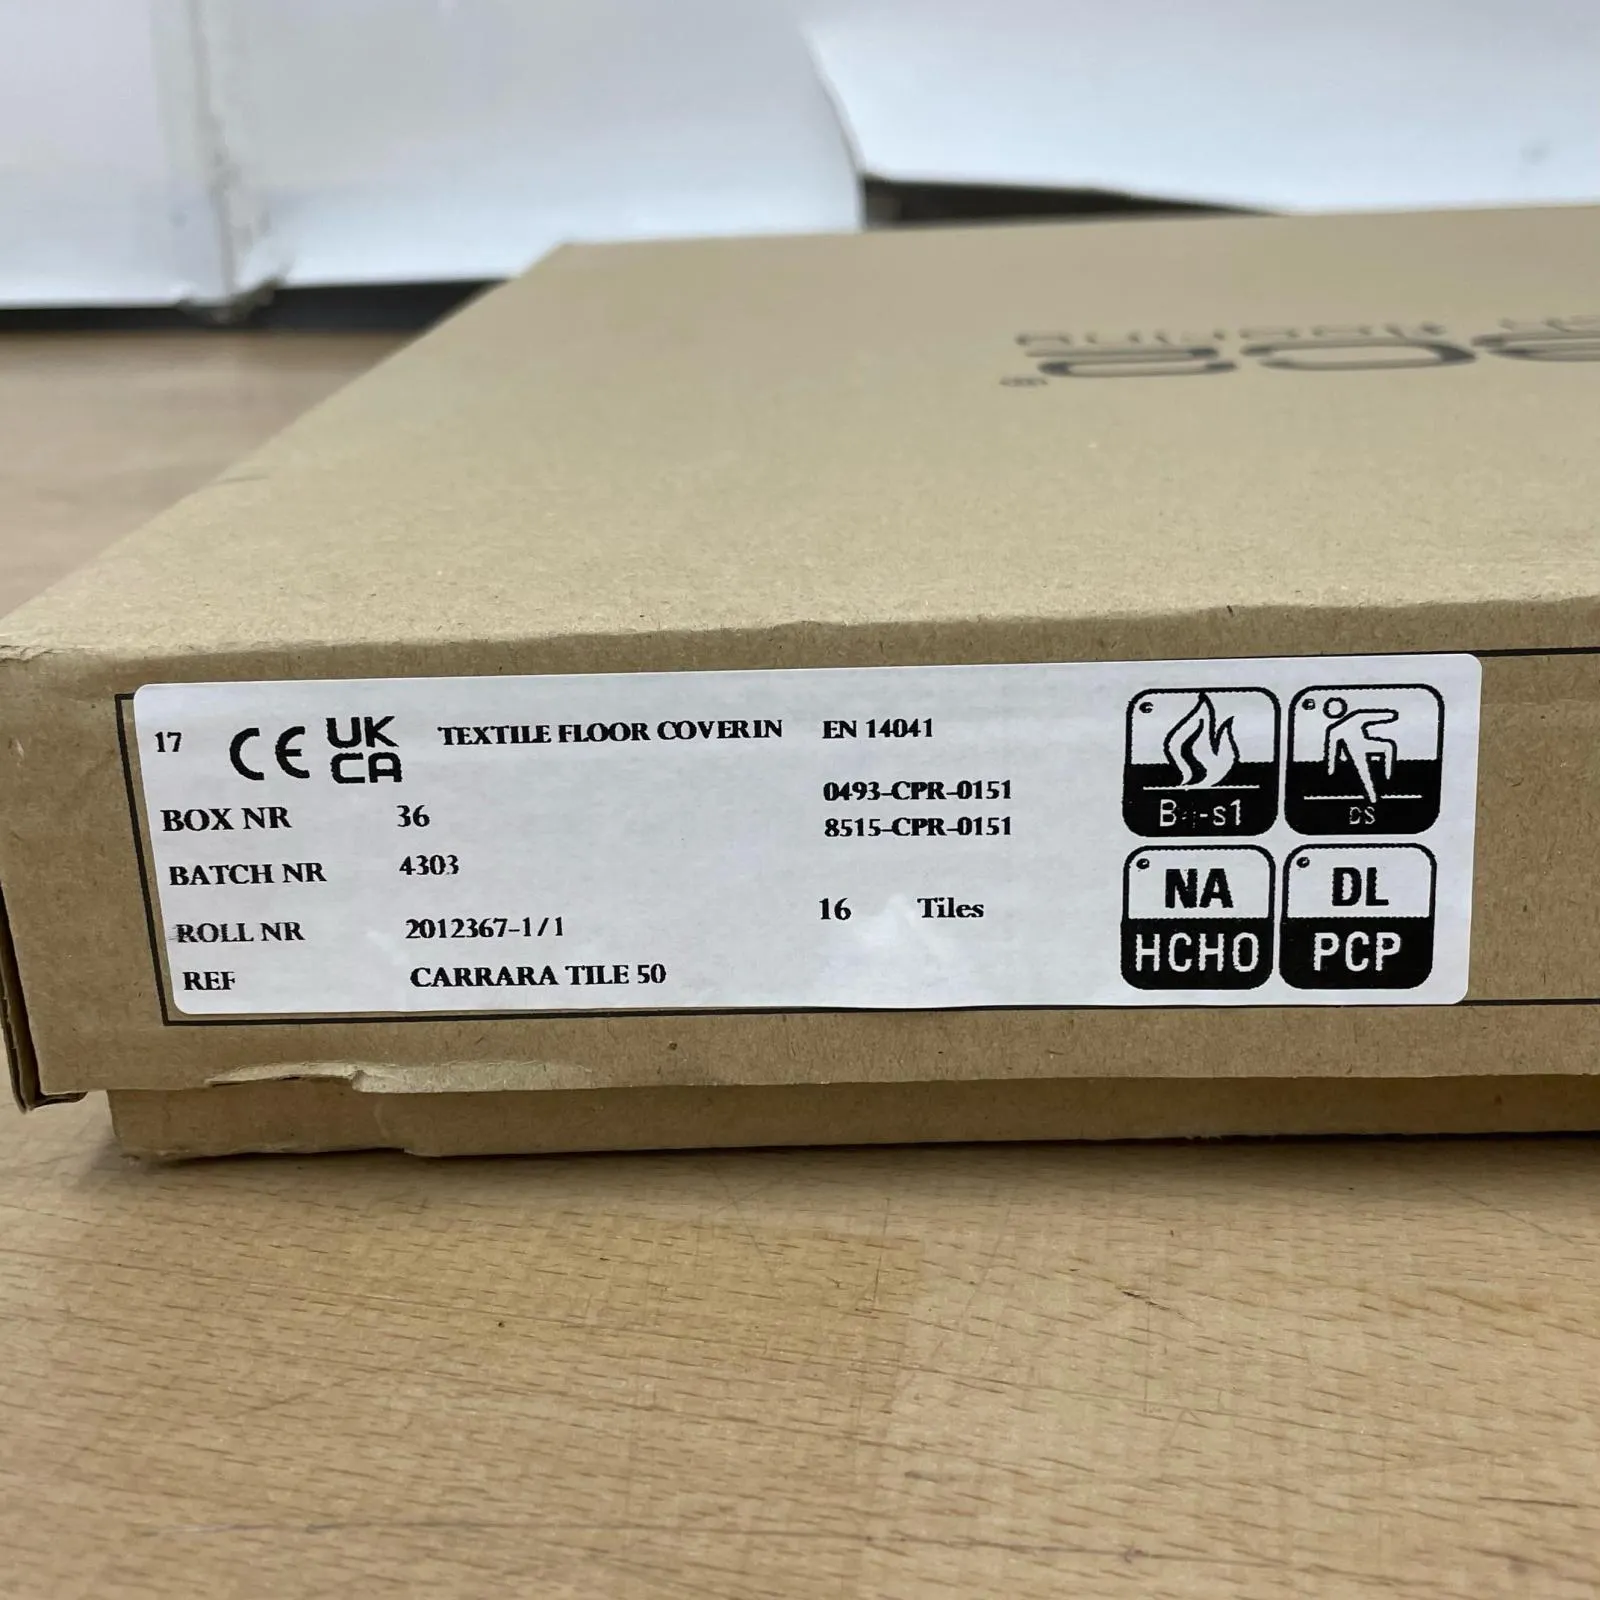 17 CE UK CA TEXTILE FLOOR COVERIN EN 14041
0493-CPR-0151
BOX NR 36
8515-CPR-0151
BATCH NR 4303
16 Tiles
ROLL NR 2012367-1/1
REF CARRARA TILE 50
DS
NA
HCHO
DL
PCP